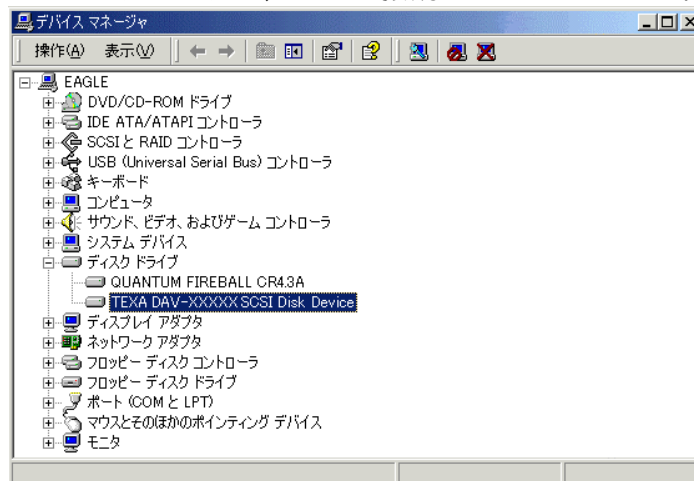 デバイス マネージャ
操作(A) 表示(V)
EAGLE
DVD/CD-ROM ドライブ
IDE ATA/ATAPI コントローラ
SCSI と RAID コントローラ
USB (Universal Serial Bus) コントローラ
キーボード
コンピュータ
サウンド、ビデオ、およびゲーム コントローラ
システム デバイス
ディスク ドライブ
QUANTUM FIREBALL CR4.3A
TEXA DAV-XXXXX SCSI Disk Device
ディスプレイ アダプタ
ネットワーク アダプタ
フロッピー ディスク コントローラ
フロッピー ディスク ドライブ
ポート (COM と LPT)
マウスとそのほかのポインティング デバイス
モニタ